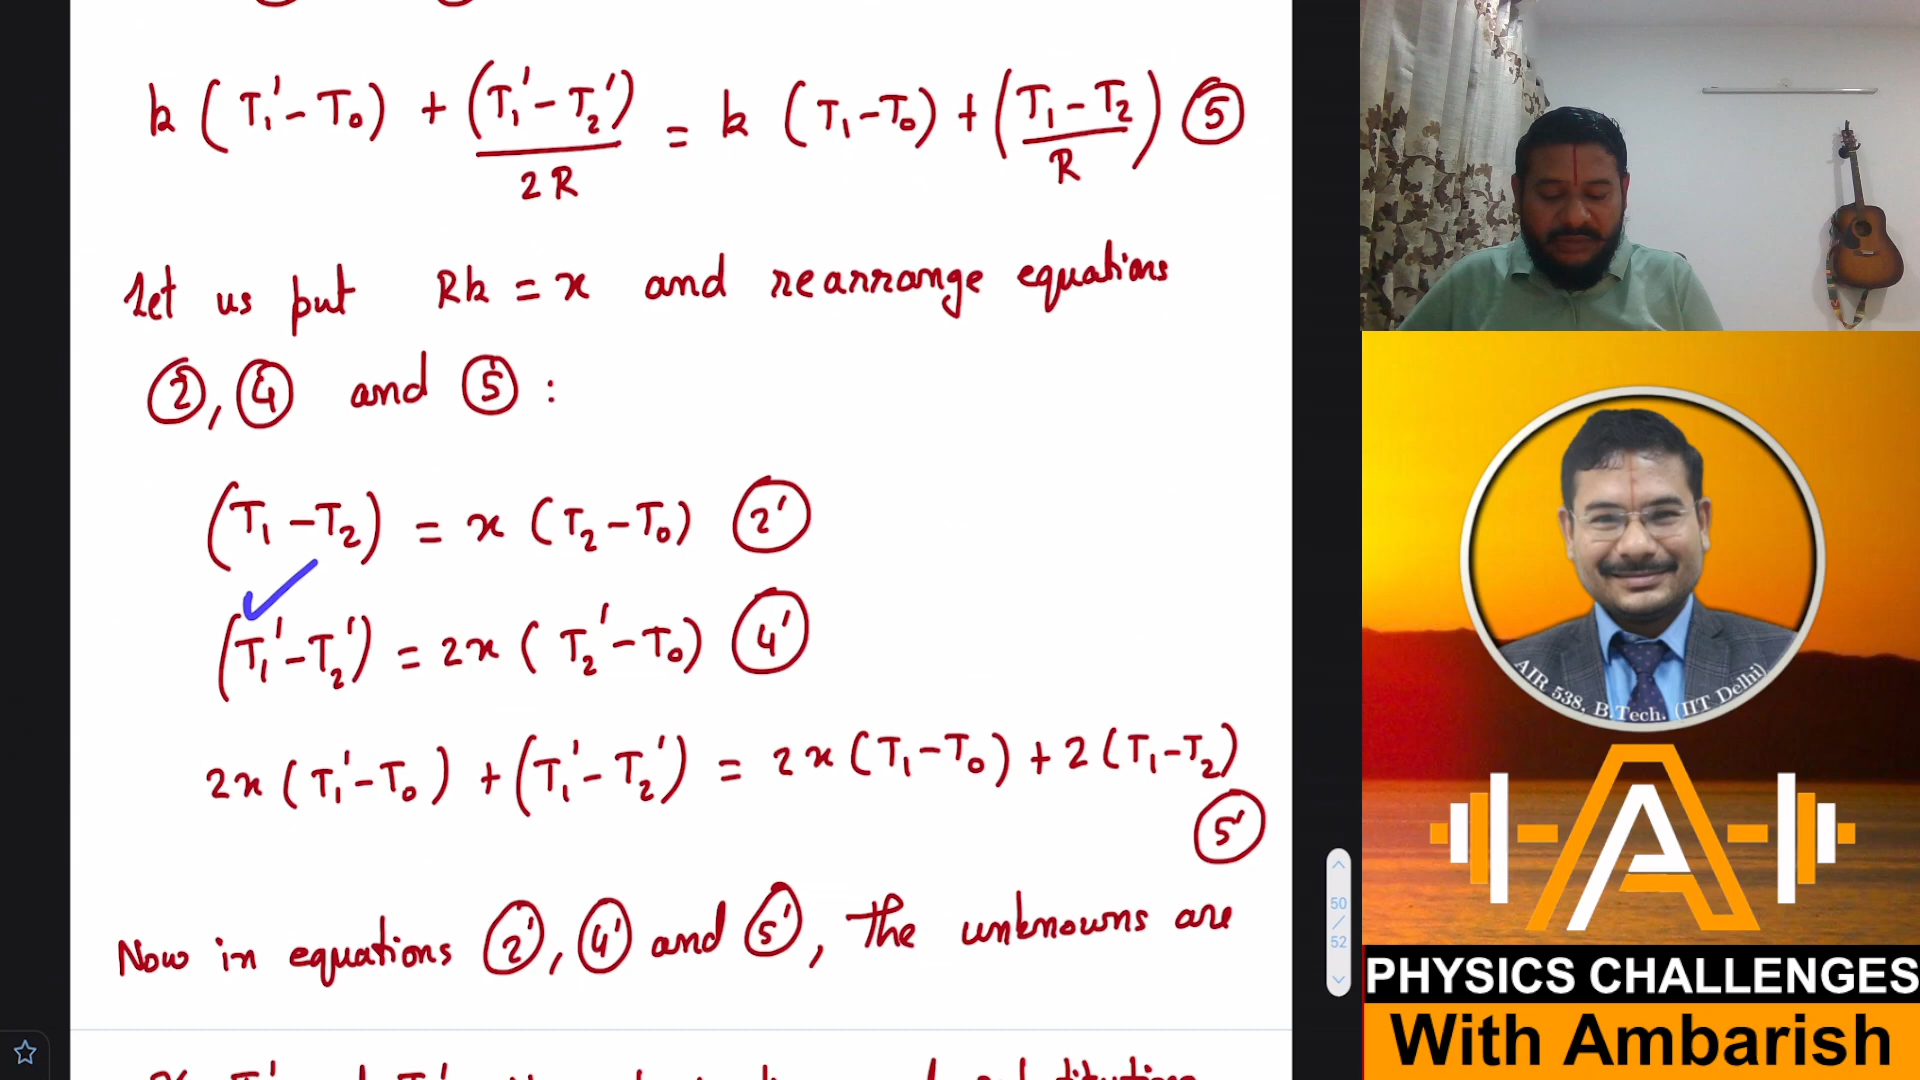 k (T₁' - T₀) + (T₁' - T₂')/2R = k (T₁ - T₀) + (T₁ - T₂)/R ⑤
Let us put Rk = x and rearrange equations
②, ④ and ⑤ :
(T₁ - T₂) = x (T₂ - T₀) 2'
(T₁' - T₂') = 2x (T₂' - T₀) 4'
2x (T₁' - T₀) + (T₁' - T₂') = 2x (T₁ - T₀) + 2 (T₁ - T₂)
5'
Now in equations 2', 4' and 5', The unknowns are
50
/
52
AIR 538, B.Tech. (IIT Delhi)
A
PHYSICS CHALLENGES
With Ambarish